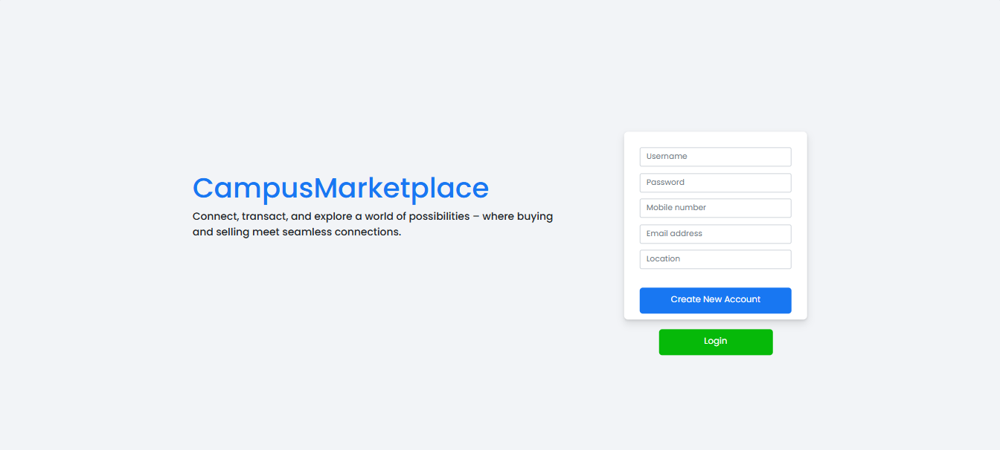 CampusMarketplace
Connect, transact, and explore a world of possibilities – where buying
and selling meet seamless connections.
Username
Password
Mobile number
Email address
Location
Create New Account
Login